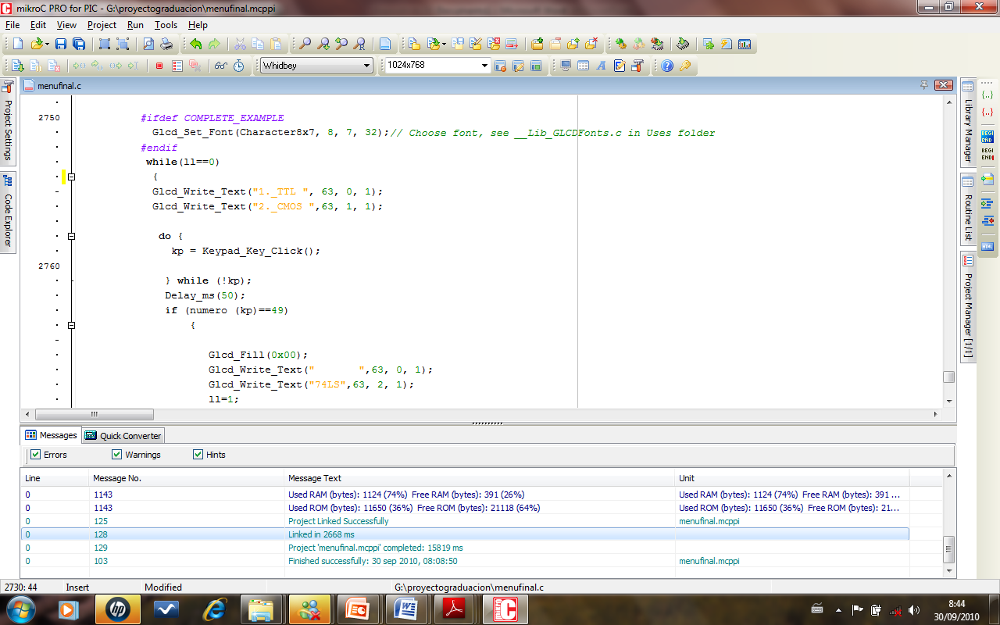 mikroC PRO for PIC - G:\proyectograduacion\menufinal.mcppi
File Edit View Project Run Tools Help
Whidbey 1024x768
menufinal.c
Project Settings
Code Explorer
2750 #ifdef COMPLETE_EXAMPLE
Glcd_Set_Font(Character8x7, 8, 7, 32);// Choose font, see __Lib_GLCDFonts.c in Uses folder
#endif
while(ll==0)
{
Glcd_Write_Text("1._TTL ", 63, 0, 1);
Glcd_Write_Text("2._CMOS ",63, 1, 1);
do {
kp = Keypad_Key_Click();
2760
} while (!kp);
Delay_ms(50);
if (numero (kp)==49)
{
Glcd_Fill(0x00);
Glcd_Write_Text("       ",63, 0, 1);
Glcd_Write_Text("74LS",63, 2, 1);
ll=1;
Library Manager
Routine List
Project Manager [1/1]
BEGI
END
BEGI
END
HTML
Messages Quick Converter
Errors Warnings Hints
Line Message No. Message Text Unit
0 1143 Used RAM (bytes): 1124 (74%) Free RAM (bytes): 391 (26%) Used RAM (bytes): 1124 (74%) Free RAM (bytes): 391 ...
0 1143 Used ROM (bytes): 11650 (36%) Free ROM (bytes): 21118 (64%) Used ROM (bytes): 11650 (36%) Free ROM (bytes): 21...
0 125 Project Linked Successfully menufinal.mcppi
0 128 Linked in 2668 ms
0 129 Project 'menufinal.mcppi' completed: 15819 ms
0 103 Finished successfully: 30 sep 2010, 08:08:50 menufinal.mcppi
2730: 44 Insert Modified G:\proyectograduacion\menufinal.c
hp
8:44
30/09/2010